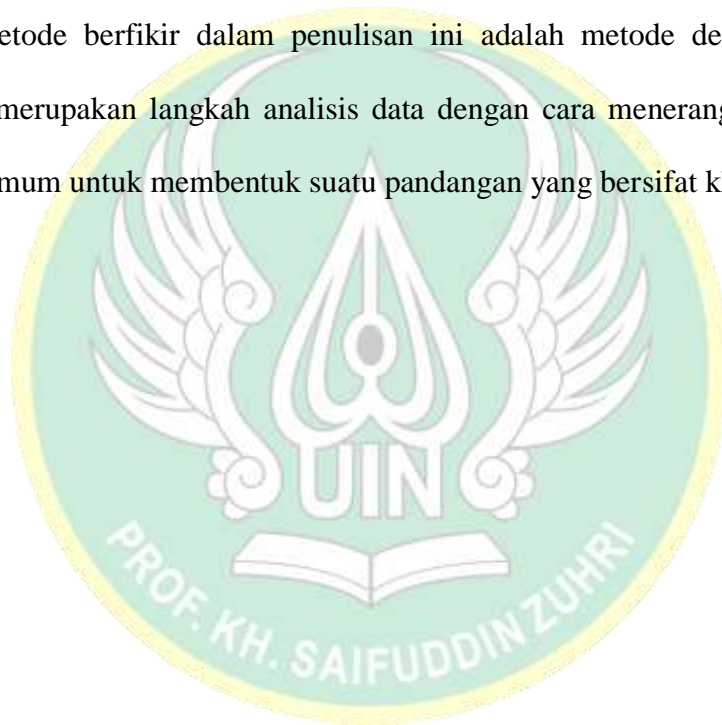 etode berfikir dalam penulisan ini adalah metode de
merupakan langkah analisis data dengan cara menerang
mum untuk membentuk suatu pandangan yang bersifat k
UIN
PROF. KH. SAIFUDDIN ZUHRI